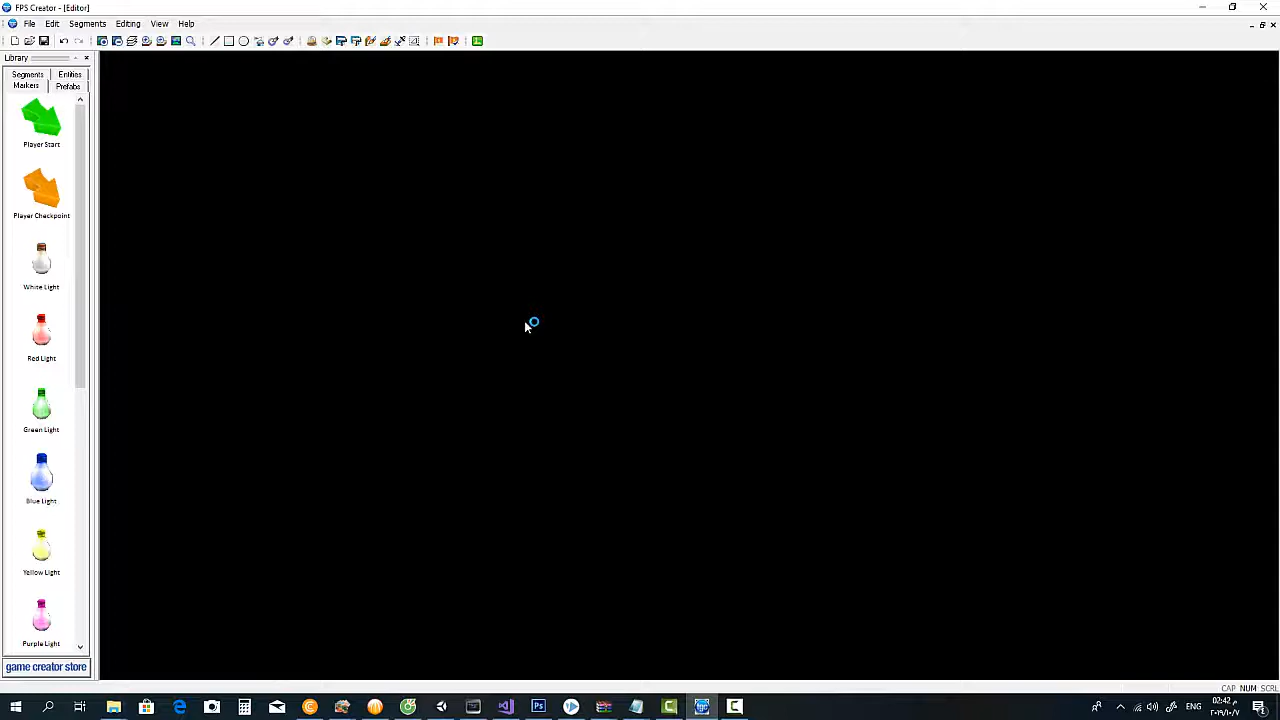 FPS Creator - [Editor]
File Edit Segments Editing View Help
Library
Segments Entities
Markers Prefabs
Player Start
Player Checkpoint
White Light
Red Light
Green Light
Blue Light
Yellow Light
Purple Light
game creator store
CAP NUM SCRL
ENG
02:42 م